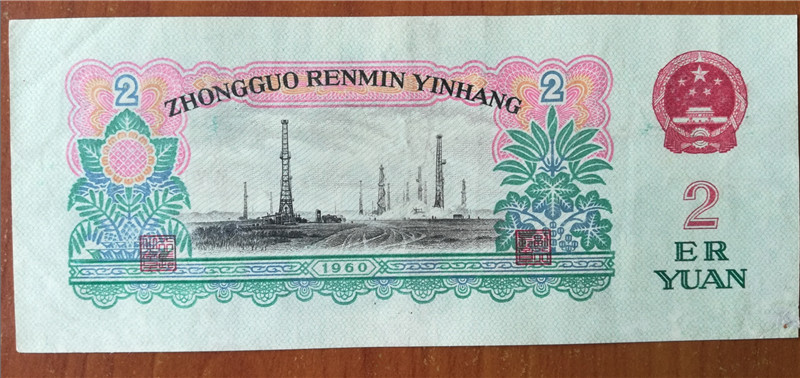 2 ZHONGGUO RENMIN YINHANG 2
1960
2
ER
YUAN